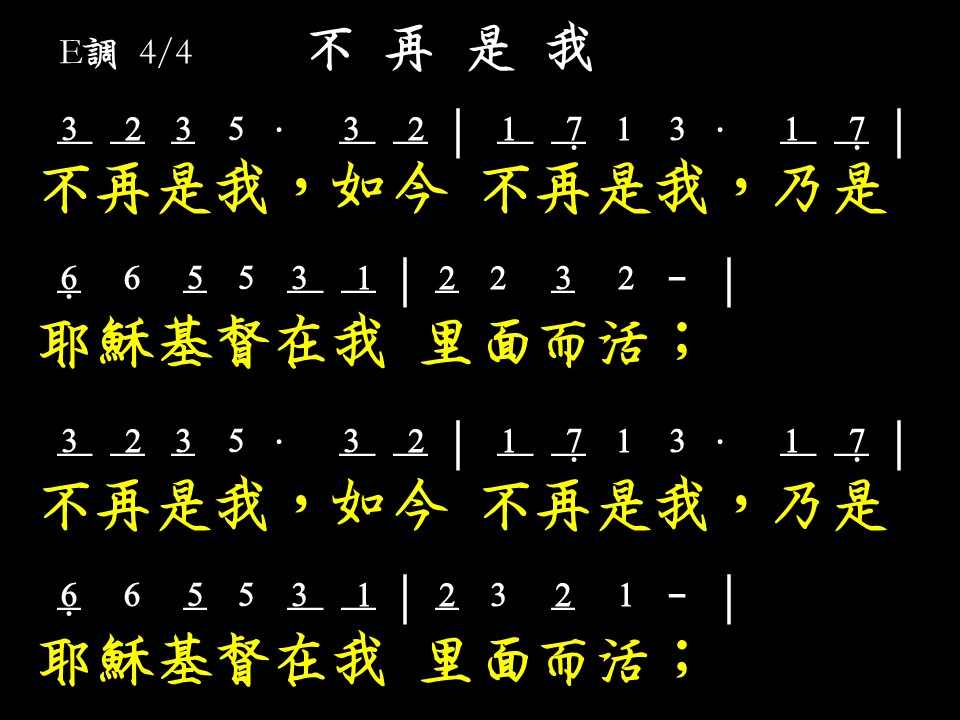 E調 4/4 不 再 是 我
3 2 3 5 · 3 2 | 1 7̣ 1 3 · 1 7̣ |
不再是我，如今 不再是我，乃是
6̣ 6 5 5 3 1 | 2 2 3 2 － |
耶穌基督在我 里面而活；
3 2 3 5 · 3 2 | 1 7̣ 1 3 · 1 7̣ |
不再是我，如今 不再是我，乃是
6̣ 6 5 5 3 1 | 2 3 2 1 － |
耶穌基督在我 里面而活；